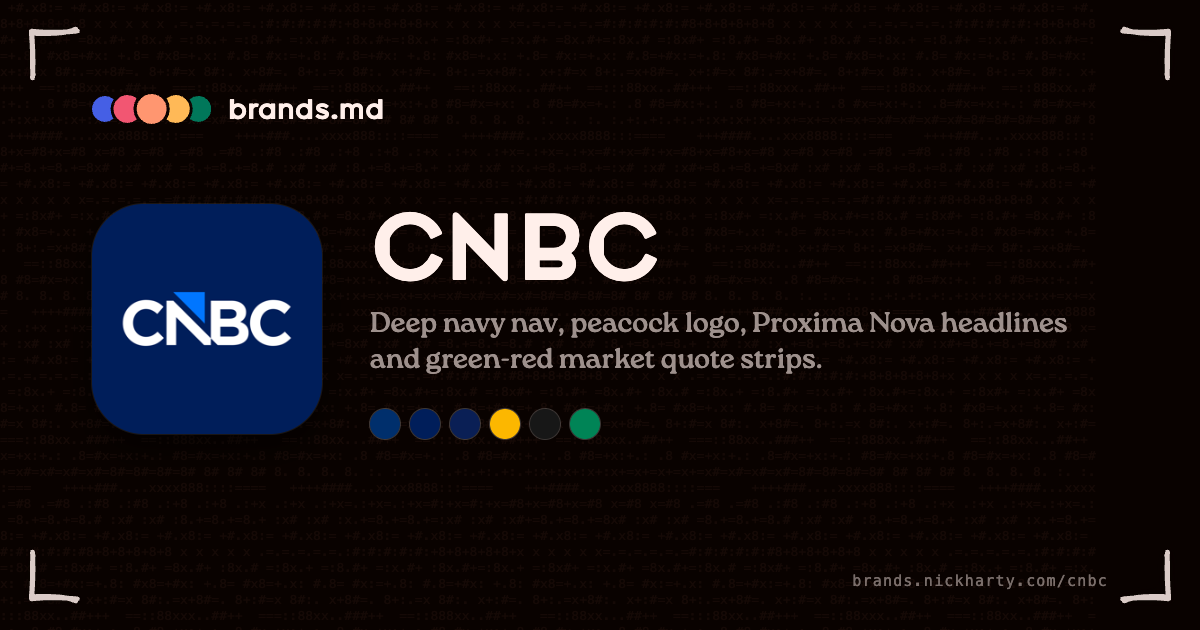 brands.md
CNBC
CNBC
Deep navy nav, peacock logo, Proxima Nova headlines
and green-red market quote strips.
brands.nickharty.com/cnbc